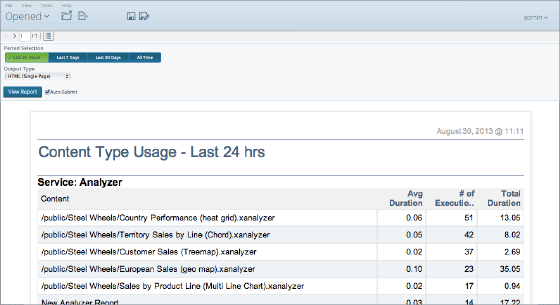 File View Tools Help
Opened
admin
1 / 1
Period Selection
Last 24 Hours Last 7 Days Last 30 Days All Time
Output Type
HTML (Single Page)
View Report Auto-Submit
August 30, 2013 @ 11:11
Content Type Usage - Last 24 hrs
Service: Analyzer
Content Avg Duration # of Executio.. Total Duration
/public/Steel Wheels/Country Performance (heat grid).xanalyzer 0.06 51 13.05
/public/Steel Wheels/Territory Sales by Line (Chord).xanalyzer 0.05 42 8.02
/public/Steel Wheels/Customer Sales (Treemap).xanalyzer 0.02 37 2.69
/public/Steel Wheels/European Sales (geo map).xanalyzer 0.10 23 35.05
/public/Steel Wheels/Sales by Product Line (Multi Line Chart).xanalyzer 0.02 17 0.94
New Analyzer Report 0.03 14 17.22